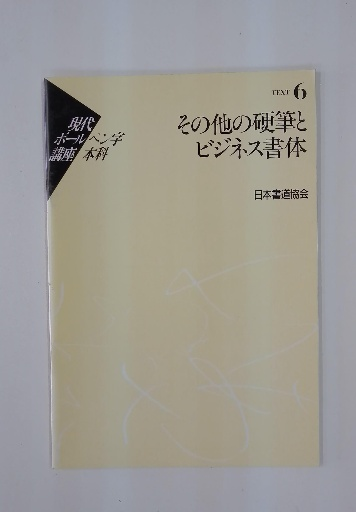 現代
ボールペン字
講座 本科
TEXT 6
その他の硬筆と
ビジネス書体
日本書道協会